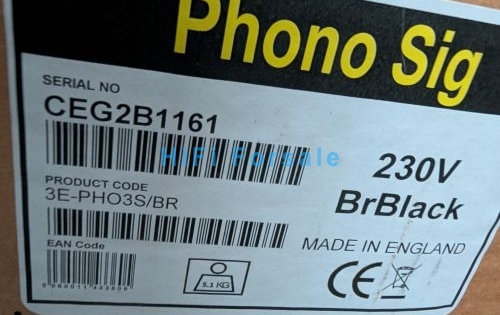 Phono Sig
SERIAL NO
CEG2B1161
HiFi Forsale
230V
PRODUCT CODE
3E-PHO3S/BR
BrBlack
EAN Code
MADE IN ENGLAND
5.1 KG
CE